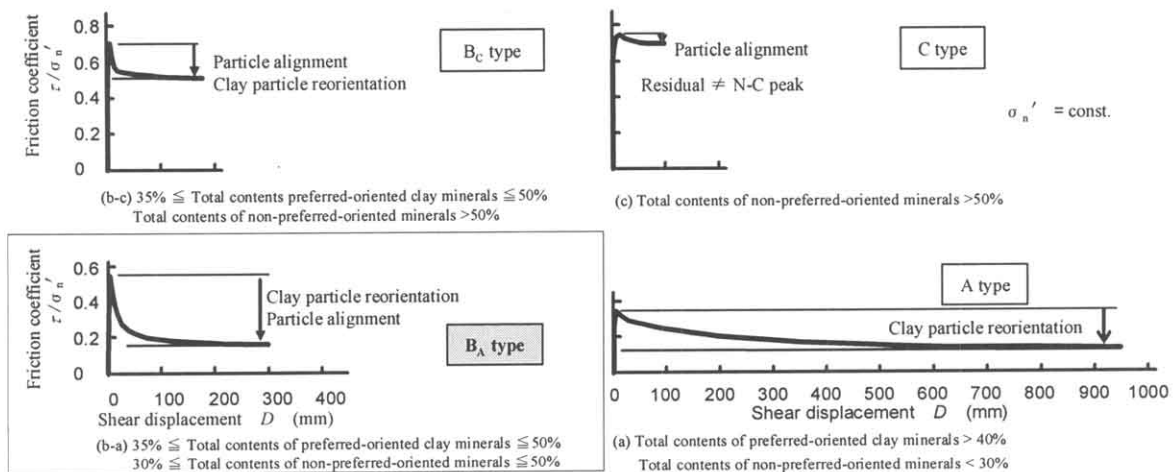 Friction coefficient
τ/σn′
0.8
0.6
0.4
0.2
0
Particle alignment
Clay particle reorientation
BC type
(b-c) 35% ≦ Total contents preferred-oriented clay minerals ≦50%
Total contents of non-preferred-oriented minerals >50%
Particle alignment
Residual ≠ N-C peak
C type
σn′ = const.
(c) Total contents of non-preferred-oriented minerals >50%
Friction coefficient
τ/σn′
0.6
0.4
0.2
0
Clay particle reorientation
Particle alignment
BA type
0 100 200 300 400
Shear displacement D (mm)
(b-a) 35% ≦ Total contents of preferred-oriented clay minerals ≦50%
30% ≦ Total contents of non-preferred-oriented minerals ≦50%
A type
Clay particle reorientation
0 100 200 300 400 500 600 700 800 900 1000
Shear displacement D (mm)
(a) Total contents of preferred-oriented clay minerals > 40%
Total contents of non-preferred-oriented minerals < 30%